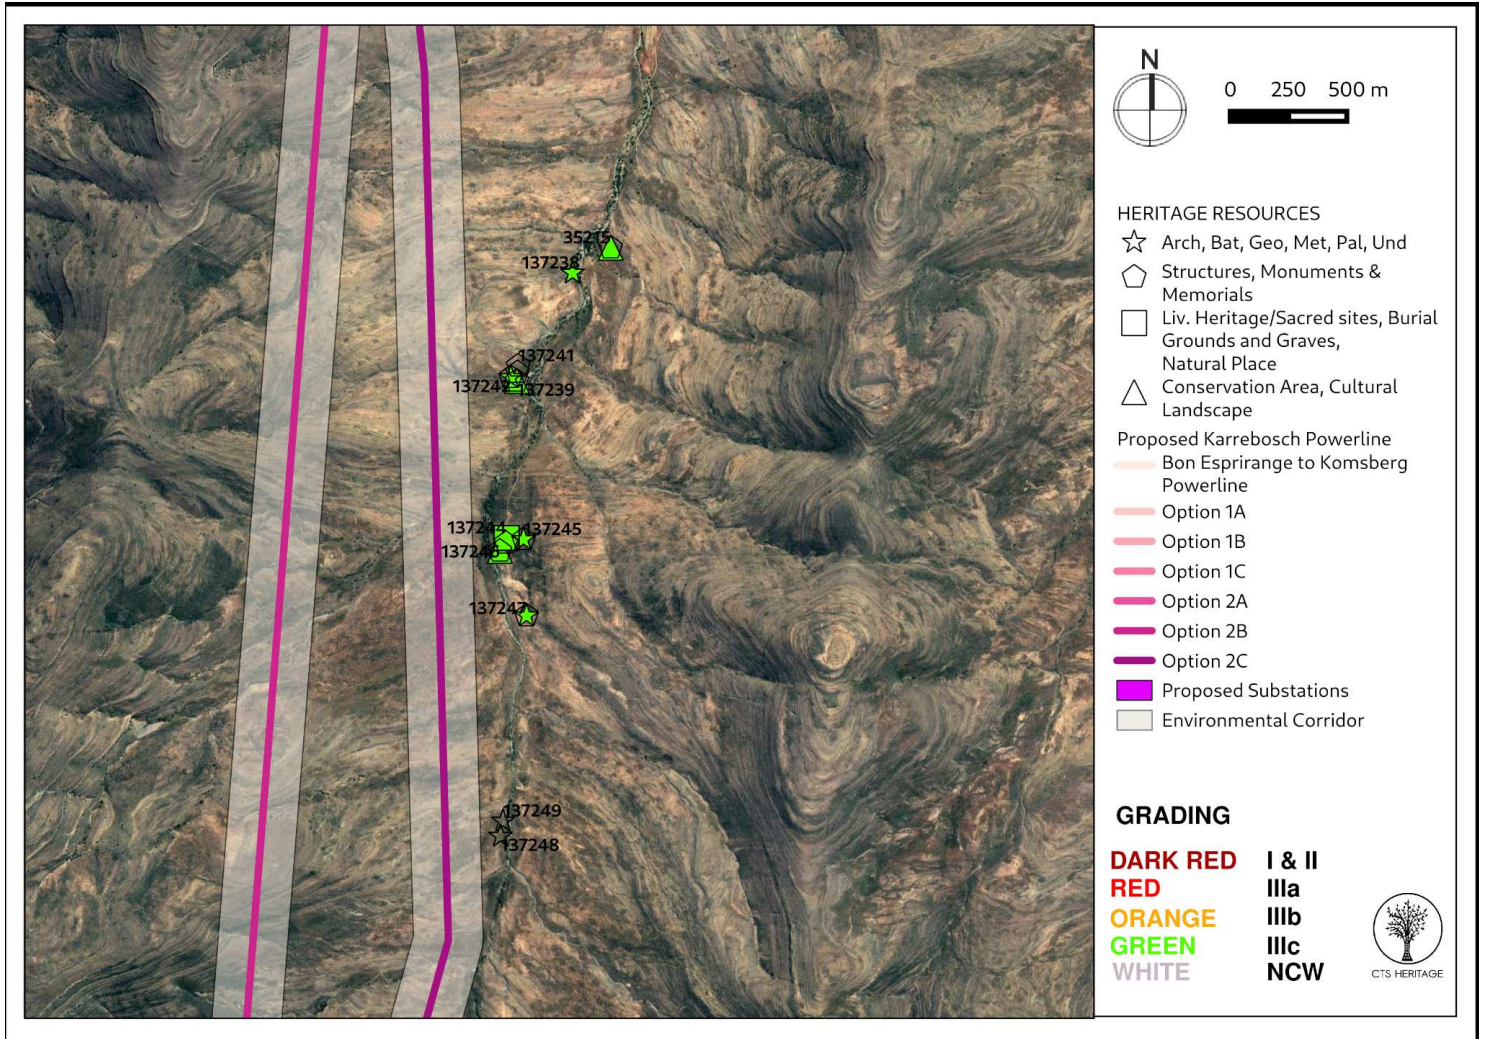 35215
137238
137241
137239
137244
137245
137247
137249
137248
N
0 250 500 m
HERITAGE RESOURCES
Arch, Bat, Geo, Met, Pal, Und
Structures, Monuments &
Memorials
Liv. Heritage/Sacred sites, Burial
Grounds and Graves,
Natural Place
Conservation Area, Cultural
Landscape
Proposed Karrebosch Powerline
Bon Esprirange to Komsberg
Powerline
Option 1A
Option 1B
Option 1C
Option 2A
Option 2B
Option 2C
Proposed Substations
Environmental Corridor
GRADING
DARK RED I & II
RED IIIa
ORANGE IIIb
GREEN IIIc
WHITE NCW
CTS HERITAGE